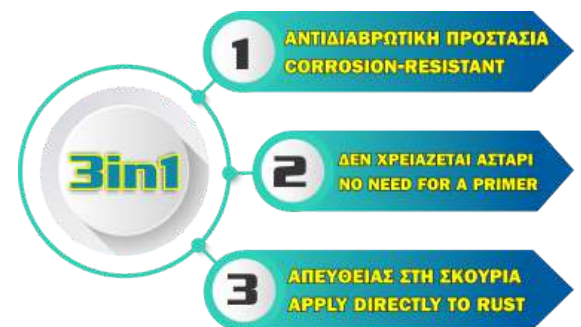 3in1
1
ΑΝΤΙΔΙΑΒΡΩΤΙΚΗ ΠΡΟΣΤΑΣΙΑ
CORROSION-RESISTANT
2
ΔΕΝ ΧΡΕΙΑΖΕΤΑΙ ΑΣΤΑΡΙ
NO NEED FOR A PRIMER
3
ΑΠΕΥΘΕΙΑΣ ΣΤΗ ΣΚΟΥΡΙΑ
APPLY DIRECTLY TO RUST